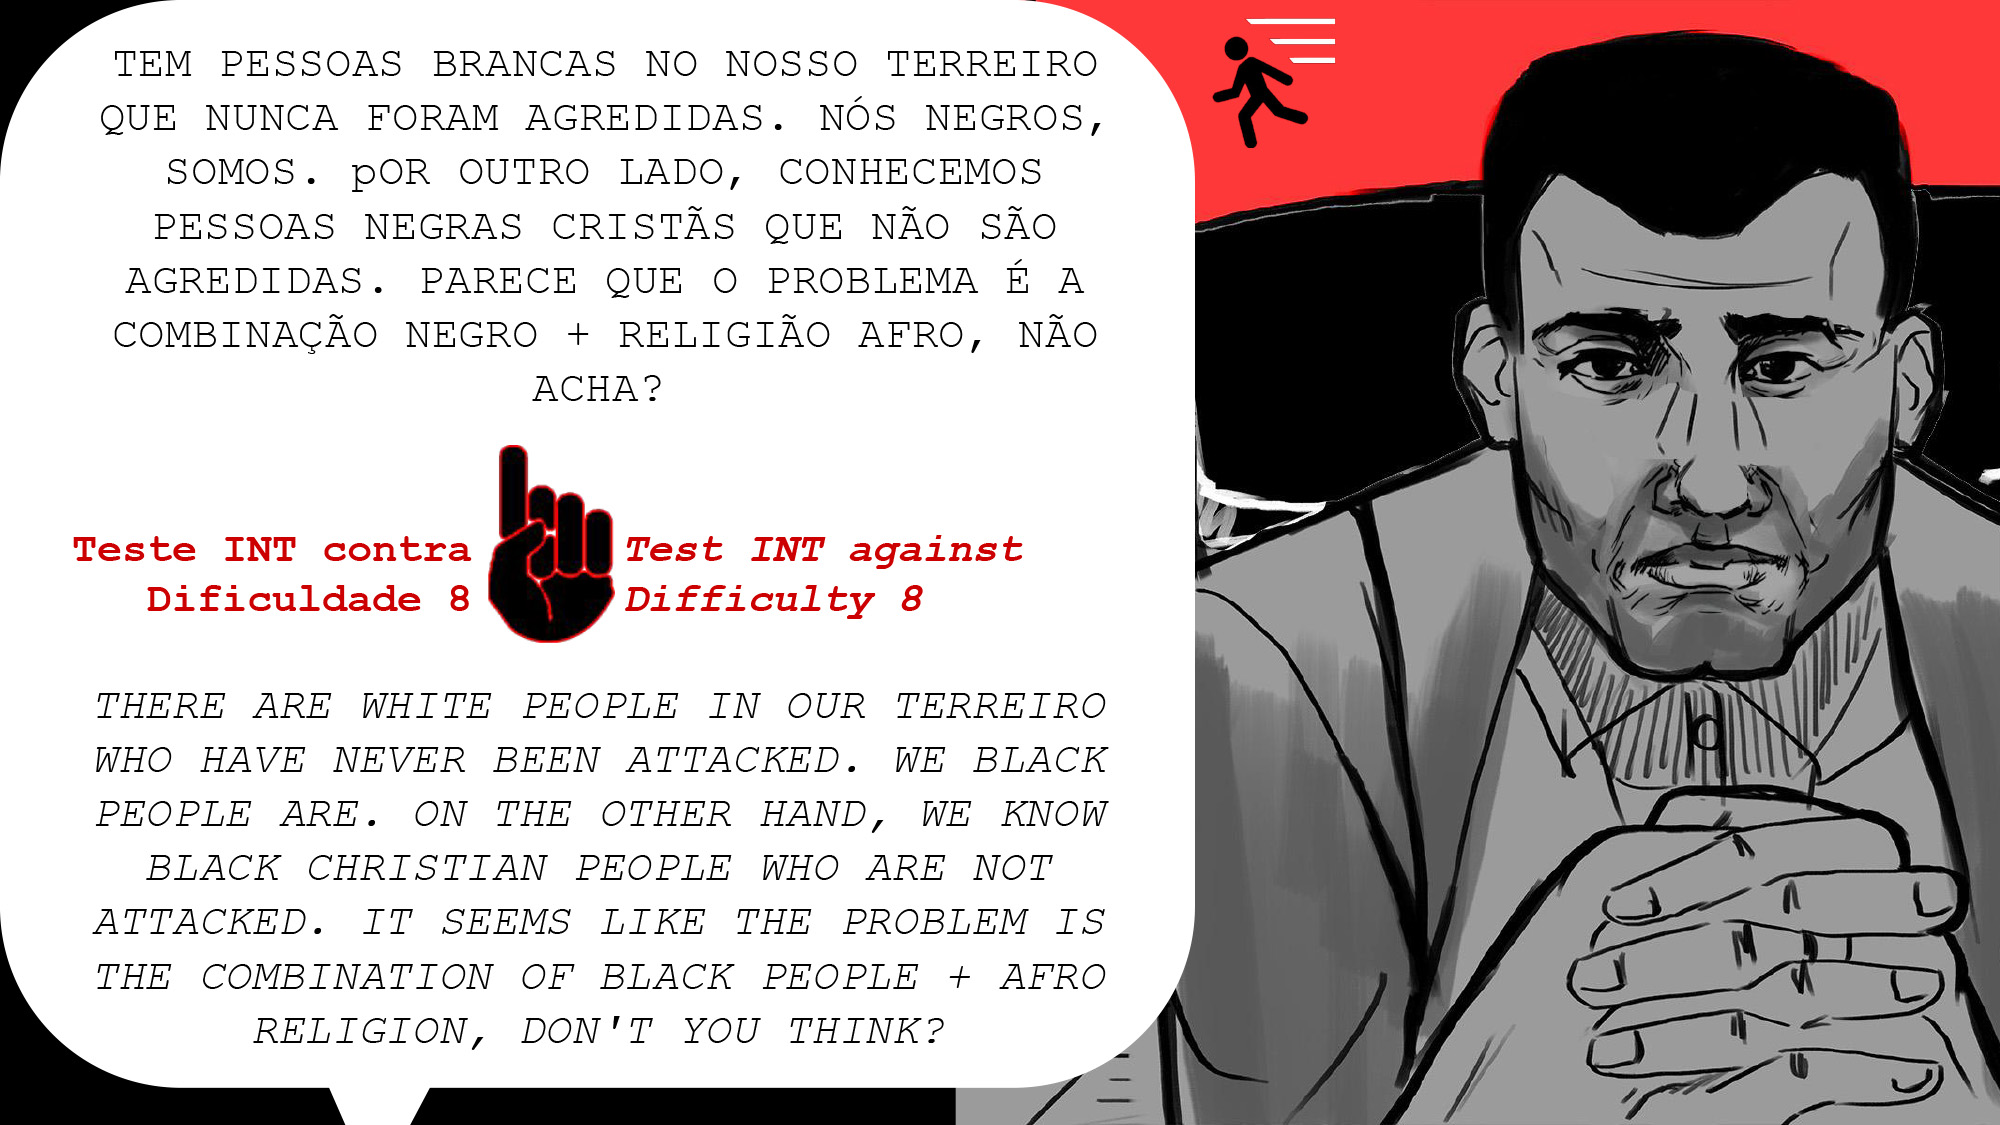 TEM PESSOAS BRANCAS NO NOSSO TERREIRO
QUE NUNCA FORAM AGREDIDAS. NÓS NEGROS,
SOMOS. pOR OUTRO LADO, CONHECEMOS
PESSOAS NEGRAS CRISTÃS QUE NÃO SÃO
AGREDIDAS. PARECE QUE O PROBLEMA É A
COMBINAÇÃO NEGRO + RELIGIÃO AFRO, NÃO
ACHA?
Teste INT contra
Dificuldade 8
Test INT against
Difficulty 8
THERE ARE WHITE PEOPLE IN OUR TERREIRO
WHO HAVE NEVER BEEN ATTACKED. WE BLACK
PEOPLE ARE. ON THE OTHER HAND, WE KNOW
BLACK CHRISTIAN PEOPLE WHO ARE NOT
ATTACKED. IT SEEMS LIKE THE PROBLEM IS
THE COMBINATION OF BLACK PEOPLE + AFRO
RELIGION, DON'T YOU THINK?